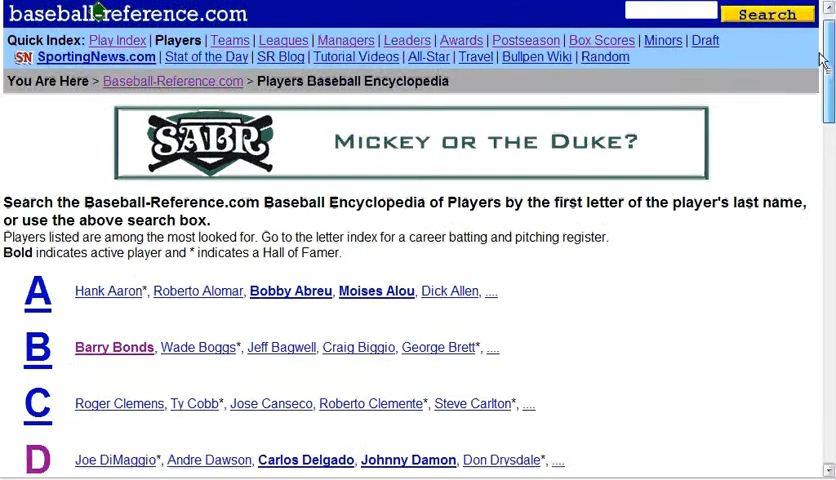 baseball-reference.com Search
Quick Index: Play Index | Players | Teams | Leagues | Managers | Leaders | Awards | Postseason | Box Scores | Minors | Draft
SN SportingNews.com | Stat of the Day | SR Blog | Tutorial Videos | All-Star | Travel | Bullpen Wiki | Random
You Are Here > Baseball-Reference.com > Players Baseball Encyclopedia
SABR MICKEY OR THE DUKE?
Search the Baseball-Reference.com Baseball Encyclopedia of Players by the first letter of the player's last name,
or use the above search box.
Players listed are among the most looked for. Go to the letter index for a career batting and pitching register.
Bold indicates active player and * indicates a Hall of Famer.
A Hank Aaron*, Roberto Alomar, Bobby Abreu, Moises Alou, Dick Allen, ....
B Barry Bonds, Wade Boggs*, Jeff Bagwell, Craig Biggio, George Brett*, ....
C Roger Clemens, Ty Cobb*, Jose Canseco, Roberto Clemente*, Steve Carlton*, ....
D Joe DiMaggio*, Andre Dawson, Carlos Delgado, Johnny Damon, Don Drysdale*, ....